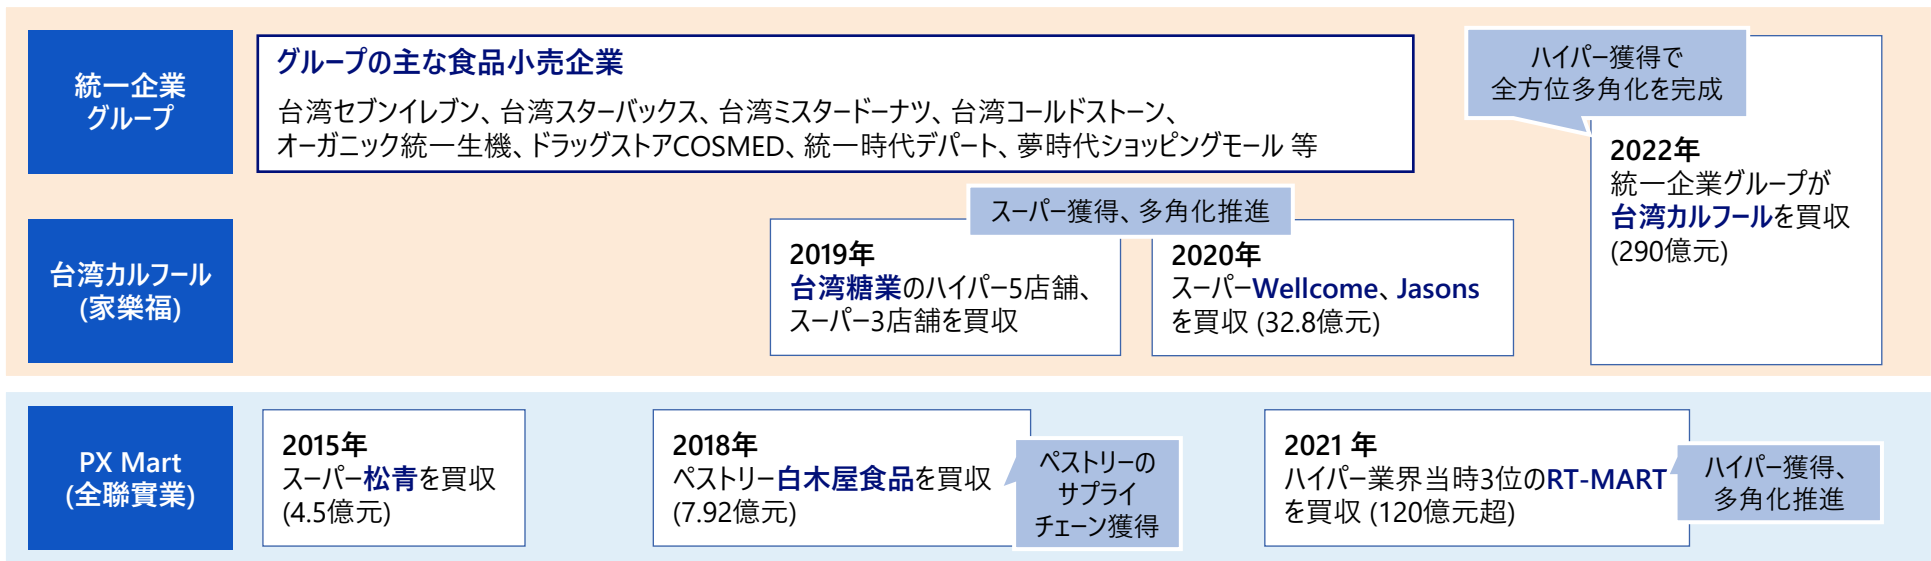 統一企業
グループ
グループの主な食品小売企業
台湾セブンイレブン、台湾スターバックス、台湾ミスタードーナツ、台湾コールドストーン、
オーガニック統一生機、ドラッグストアCOSMED、統一時代デパート、夢時代ショッピングモール 等
ハイパー獲得で
全方位多角化を完成
2022年
統一企業グループが
台湾カルフールを買収
(290億元)
台湾カルフール
(家樂福)
スーパー獲得、多角化推進
2019年
台湾糖業のハイパー5店舗、
スーパー3店舗を買収
2020年
スーパーWellcome、Jasons
を買収 (32.8億元)
PX Mart
(全聯實業)
2015年
スーパー松青を買収
(4.5億元)
2018年
ペストリー白木屋食品を買収
(7.92億元)
ペストリーの
サプライ
チェーン獲得
2021 年
ハイパー業界当時3位のRT-MART
を買収 (120億元超)
ハイパー獲得、
多角化推進